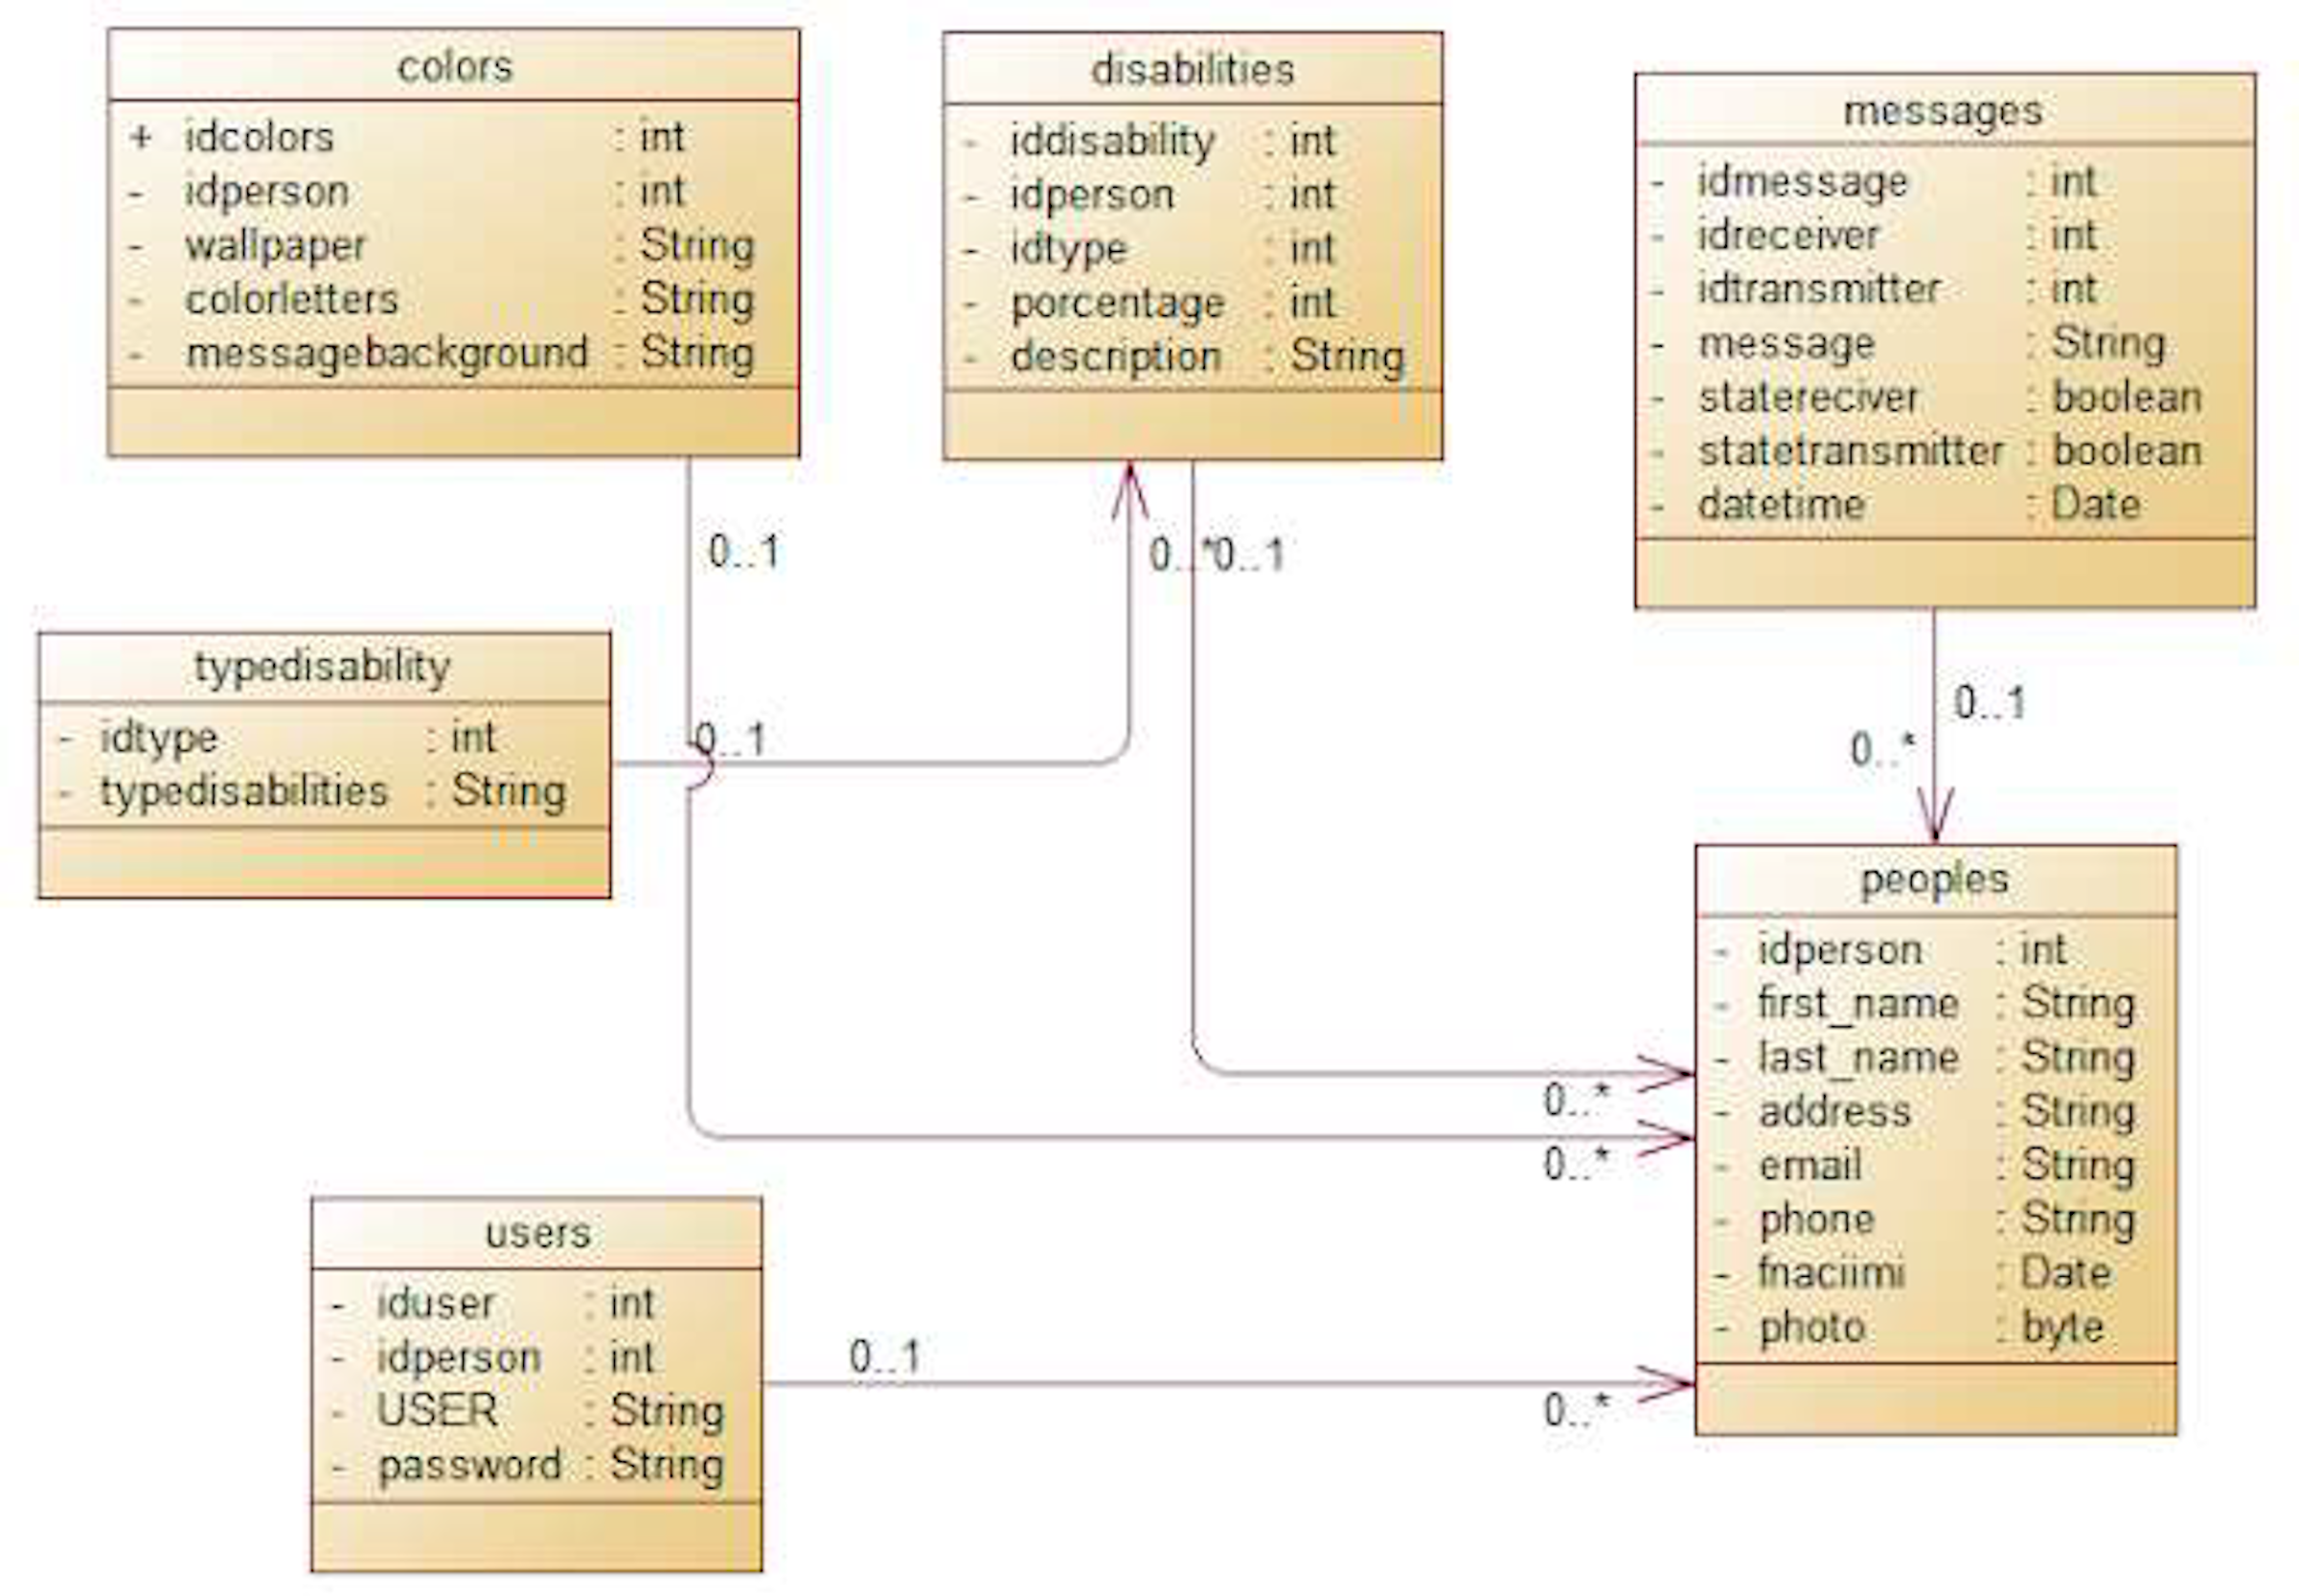 colors
+ idcolors : int
- idperson : int
- wallpaper : String
- colorletters : String
- messagebackground : String
disabilities
- iddisability : int
- idperson : int
- idtype : int
- porcentage : int
- description : String
messages
- idmessage : int
- idreceiver : int
- idtransmitter : int
- message : String
- statereciver : boolean
- statetransmitter : boolean
- datetime : Date
0..1
0..*
0..1
typedisability
- idtype : int
- typedisabilities : String
0..1
0..1
0..*
peoples
- idperson : int
- first_name : String
- last_name : String
- address : String
- email : String
- phone : String
- fnaciimi : Date
- photo : byte
0..*
0..*
users
- iduser : int
- idperson : int
- USER : String
- password : String
0..1
0..*